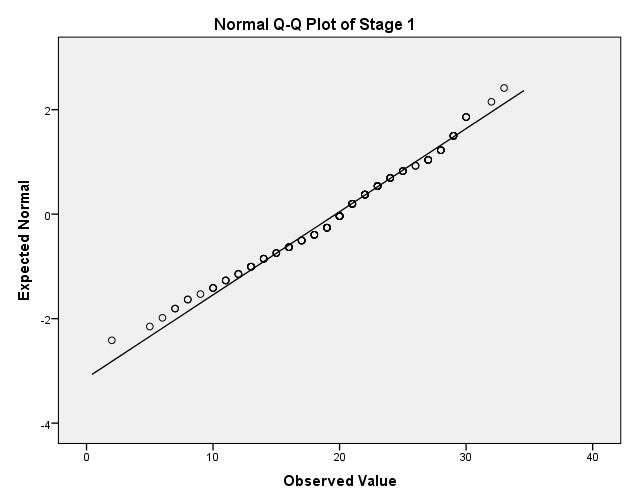 Normal Q-Q Plot of Stage 1
Expected Normal
2
0
-2
-4
0 10 20 30 40
Observed Value